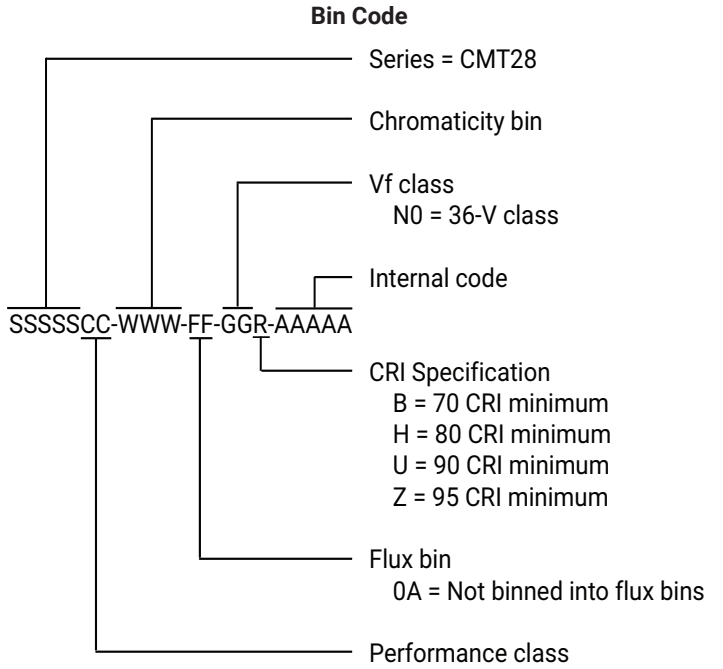 Bin Code
Series = CMT28
Chromaticity bin
Vf class
N0 = 36-V class
Internal code
SSSSSCC-WWW-FF-GGR-AAAAA
CRI Specification
B = 70 CRI minimum
H = 80 CRI minimum
U = 90 CRI minimum
Z = 95 CRI minimum
Flux bin
0A = Not binned into flux bins
Performance class